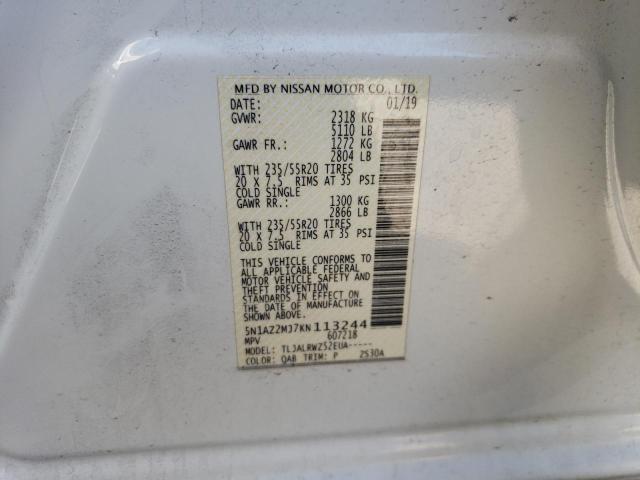 MFD BY NISSAN MOTOR CO., LTD.
DATE: 01/19
GVWR: 2318 KG
5110 LB
GAWR FR.: 1272 KG
2804 LB
WITH 235/55R20 TIRES
20 X 7.5 RIMS AT 35 PSI
COLD SINGLE
GAWR RR.: 1300 KG
2866 LB
WITH 235/55R20 TIRES
20 X 7.5 RIMS AT 35 PSI
COLD SINGLE
THIS VEHICLE CONFORMS TO
ALL APPLICABLE FEDERAL
MOTOR VEHICLE SAFETY AND
THEFT PREVENTION
STANDARDS IN EFFECT ON
THE DATE OF MANUFACTURE
SHOWN ABOVE.
5N1AZ2MJ7KN113244
MPV 607218
MODEL: TLJALRWZ52EUA-----
COLOR: QAB TRIM: P 2S30A